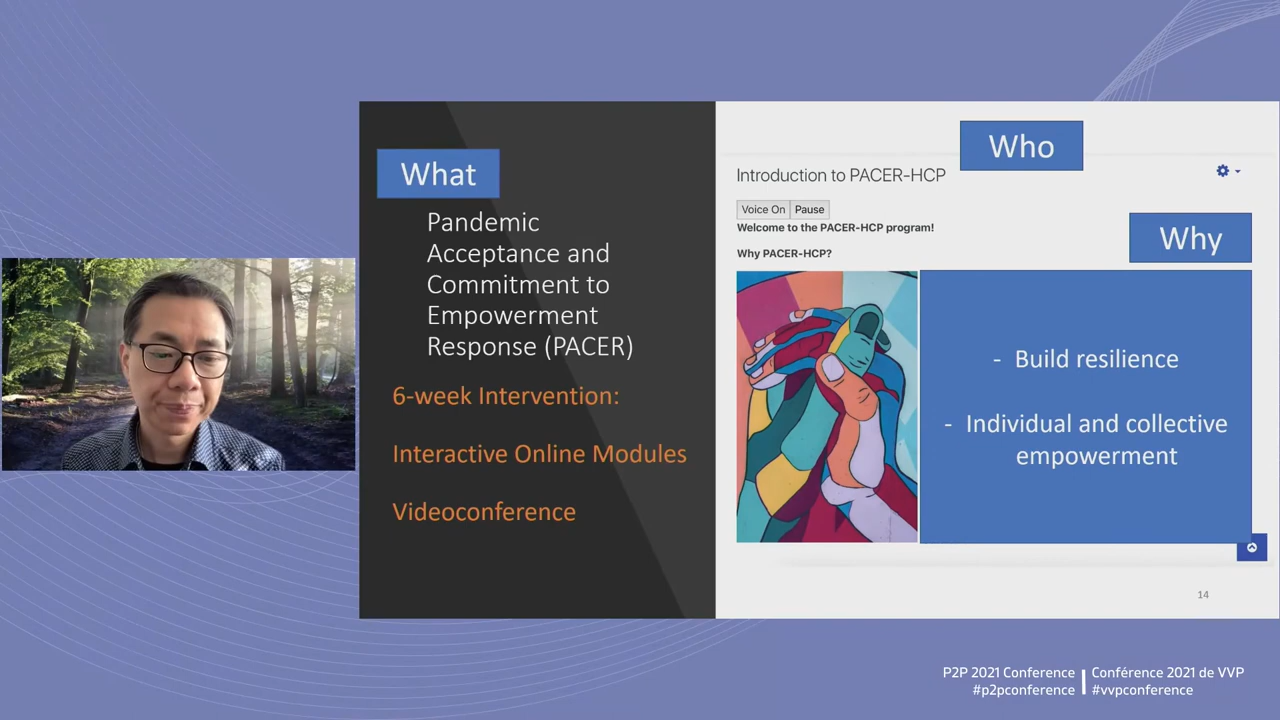 What
Pandemic
Acceptance and
Commitment to
Empowerment
Response (PACER)
6-week Intervention:
Interactive Online Modules
Videoconference
Who
Introduction to PACER-HCP
Voice On Pause
Welcome to the PACER-HCP program!
Why
Why PACER-HCP?
- Build resilience
- Individual and collective
empowerment
14
P2P 2021 Conference
#p2pconference
Conférence 2021 de VVP
#vvpconference